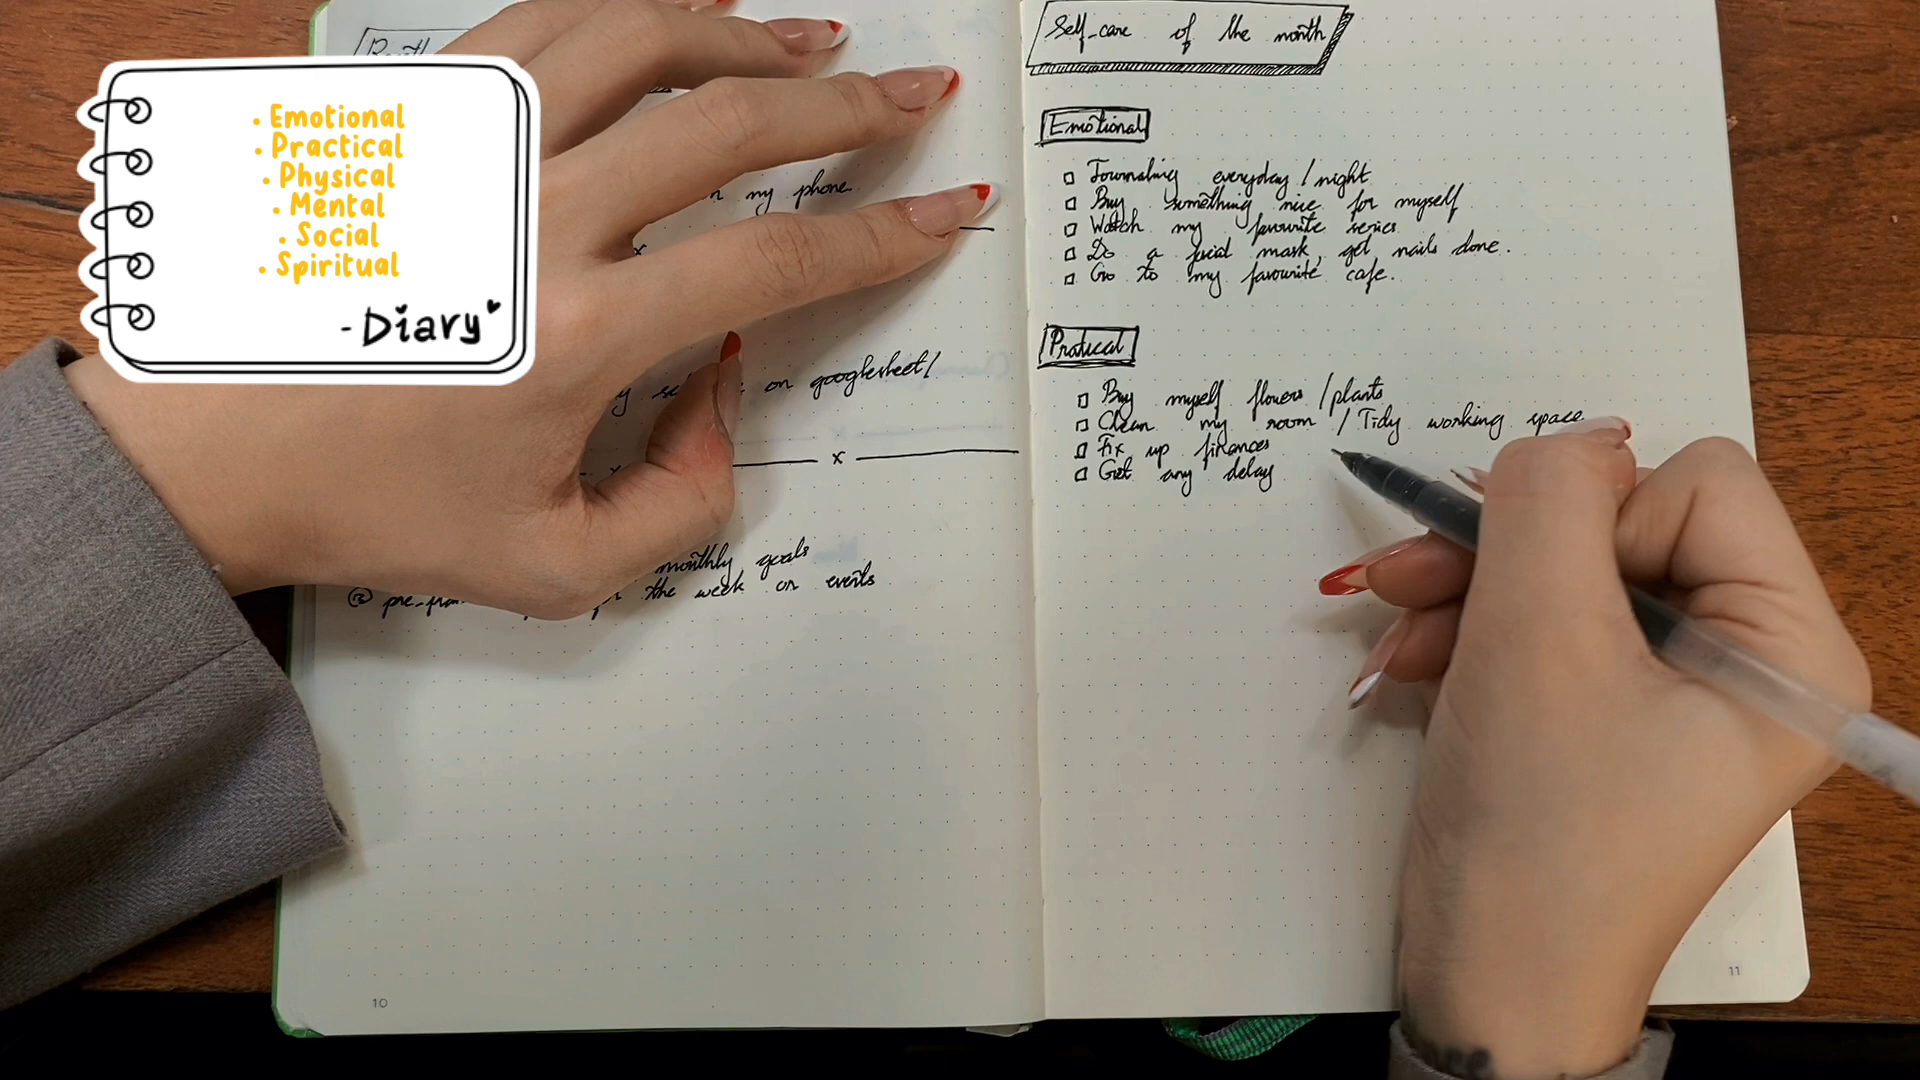 • Emotional
• Practical
• Physical
• Mental
• Social
• Spiritual
- Diary
my phone
on googlesheet/
x
monthly goals
the week on events
10
Self-care of the month
Emotional
Journaling everyday / night
Buy something nice for myself
Watch my favourite series
Do a facial mask, get nails done.
Go to my favourite cafe.
Pratical
Buy myself flowers / plants
Clean my room / Tidy working space
Fix up finances
Get any delay
11